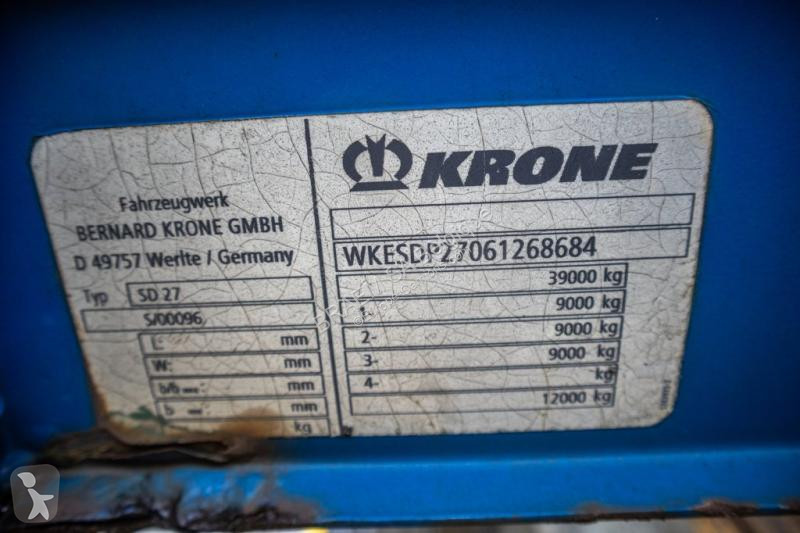 Fahrzeugwerk
BERNARD KRONE GMBH
D 49757 Werlte / Germany
Typ SD 27
S/00096
L: mm
W: mm
b/b mm
b mm
kg
KRONE
WKESDP27061268684
39000 kg
1- 9000 kg
2- 9000 kg
3- 9000 kg
4- kg
12000 kg